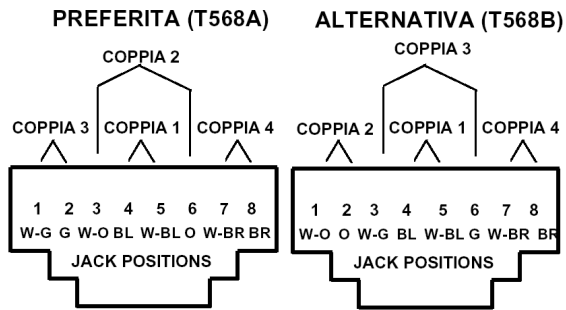 PREFERITA (T568A)
COPPIA 2
COPPIA 3 COPPIA 1 COPPIA 4
1 2 3 4 5 6 7 8
W-G G W-O BL W-BL O W-BR BR
JACK POSITIONS
ALTERNATIVA (T568B)
COPPIA 3
COPPIA 2 COPPIA 1 COPPIA 4
1 2 3 4 5 6 7 8
W-O O W-G BL W-BL G W-BR BR
JACK POSITIONS